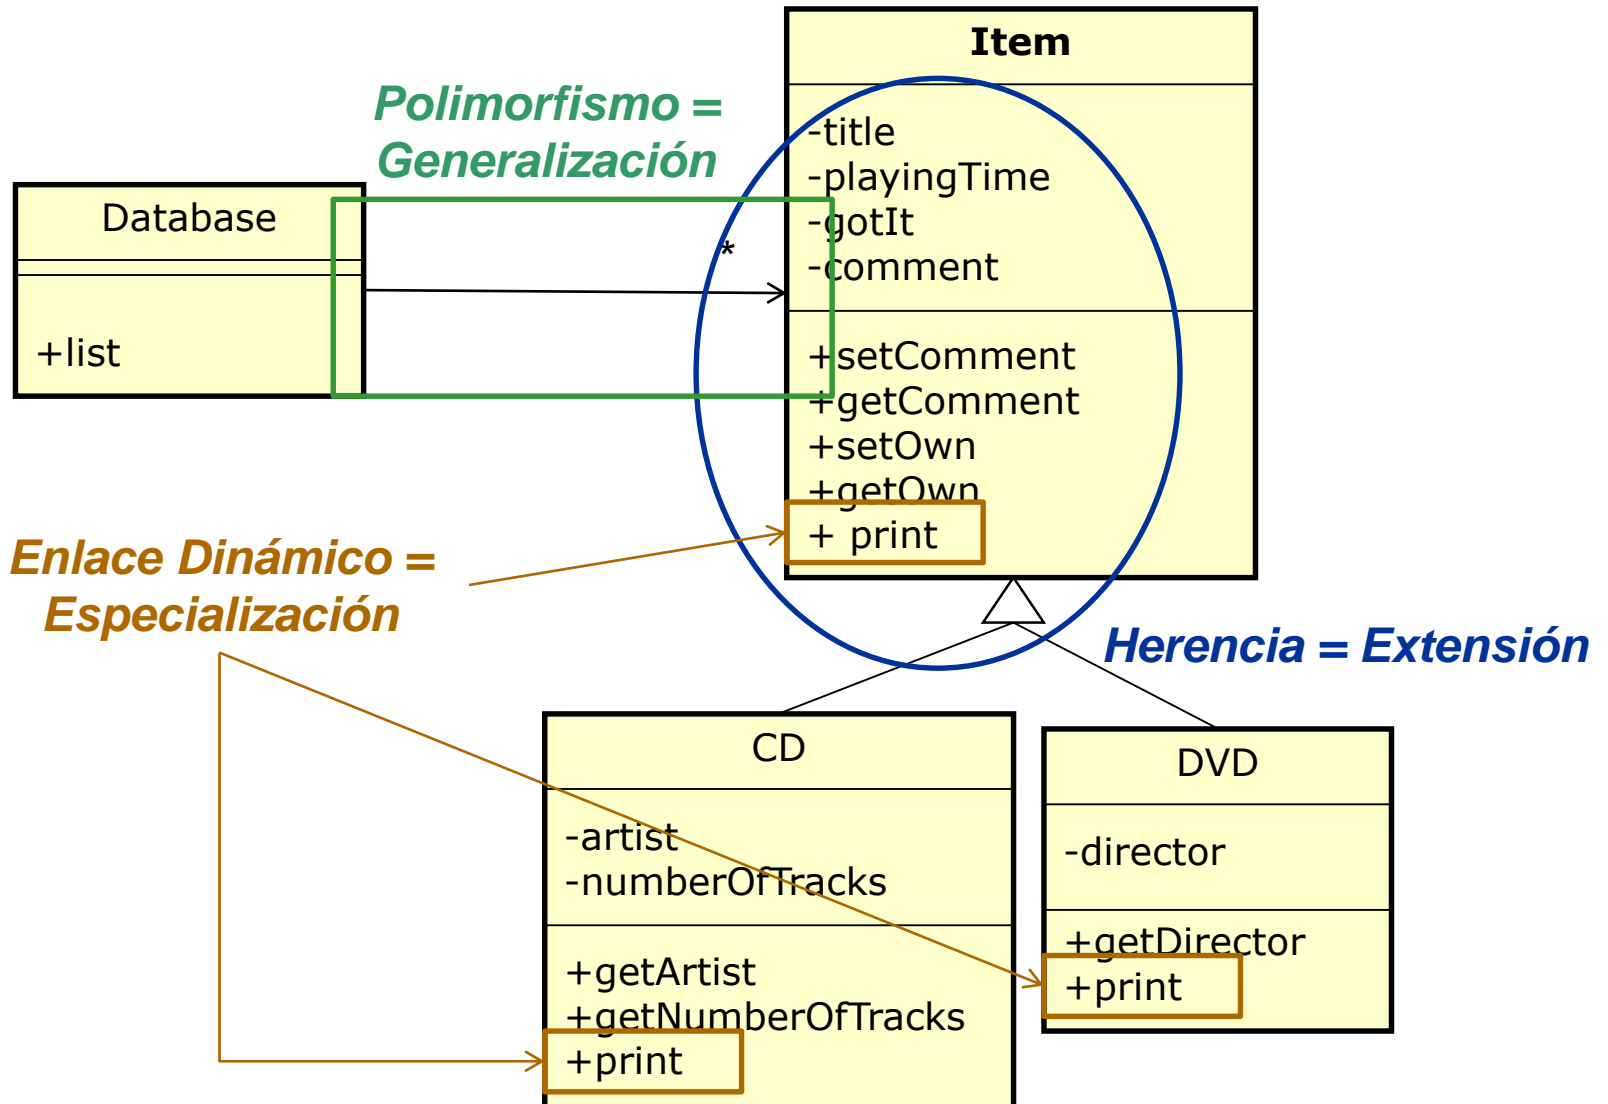 Item
-title
-playingTime
-gotIt
-comment
+setComment
+getComment
+setOwn
+getOwn
+ print
Polimorfismo =
Generalización
Database
+list
*
Enlace Dinámico =
Especialización
Herencia = Extensión
CD
-artist
-numberOfTracks
+getArtist
+getNumberOfTracks
+print
DVD
-director
+getDirector
+print